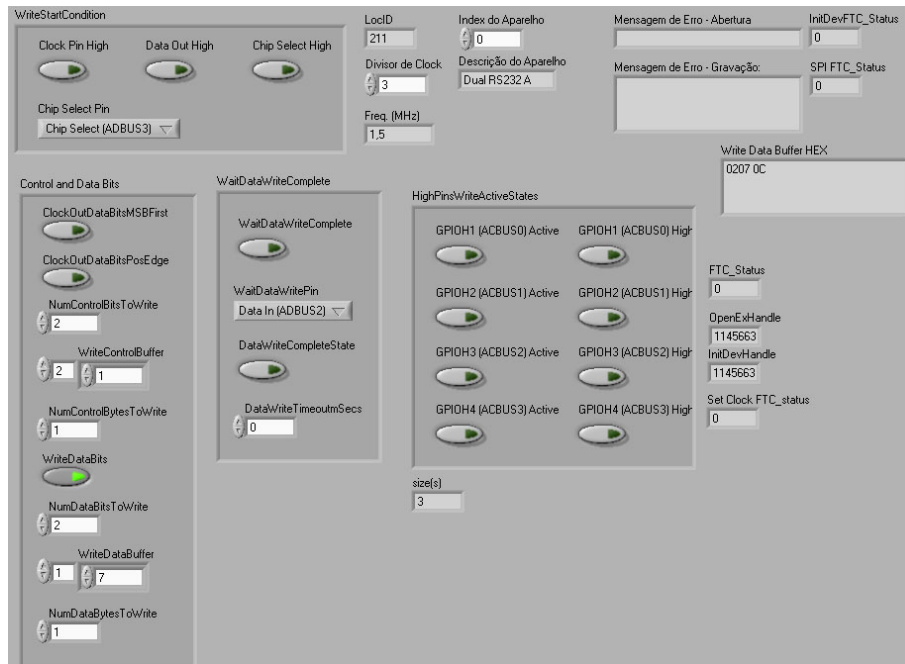 WriteStartCondition
Clock Pin High
Data Out High
Chip Select High
Chip Select Pin
Chip Select (ADBUS3)
LocID
211
Index do Aparelho
0
Divisor de Clock
3
Descrição do Aparelho
Dual RS232 A
Freq. (MHz)
1,5
Mensagem de Erro - Abertura
InitDevFTC_Status
0
Mensagem de Erro - Gravação:
SPI FTC_Status
0
Write Data Buffer HEX
0207 0C
Control and Data Bits
ClockOutDataBitsMSBFirst
ClockOutDataBitsPosEdge
NumControlBitsToWrite
2
WriteControlBuffer
2
1
NumControlBytesToWrite
1
WriteDataBits
NumDataBitsToWrite
2
WriteDataBuffer
1
7
NumDataBytesToWrite
1
WaitDataWriteComplete
WaitDataWriteComplete
WaitDataWritePin
Data In (ADBUS2)
DataWriteCompleteState
DataWriteTimeoutmSecs
0
HighPinsWriteActiveStates
GPIOH1 (ACBUS0) Active
GPIOH1 (ACBUS0) High
GPIOH2 (ACBUS1) Active
GPIOH2 (ACBUS1) High
GPIOH3 (ACBUS2) Active
GPIOH3 (ACBUS2) High
GPIOH4 (ACBUS3) Active
GPIOH4 (ACBUS3) High
size(s)
3
FTC_Status
0
OpenExHandle
1145663
InitDevHandle
1145663
Set Clock FTC_status
0